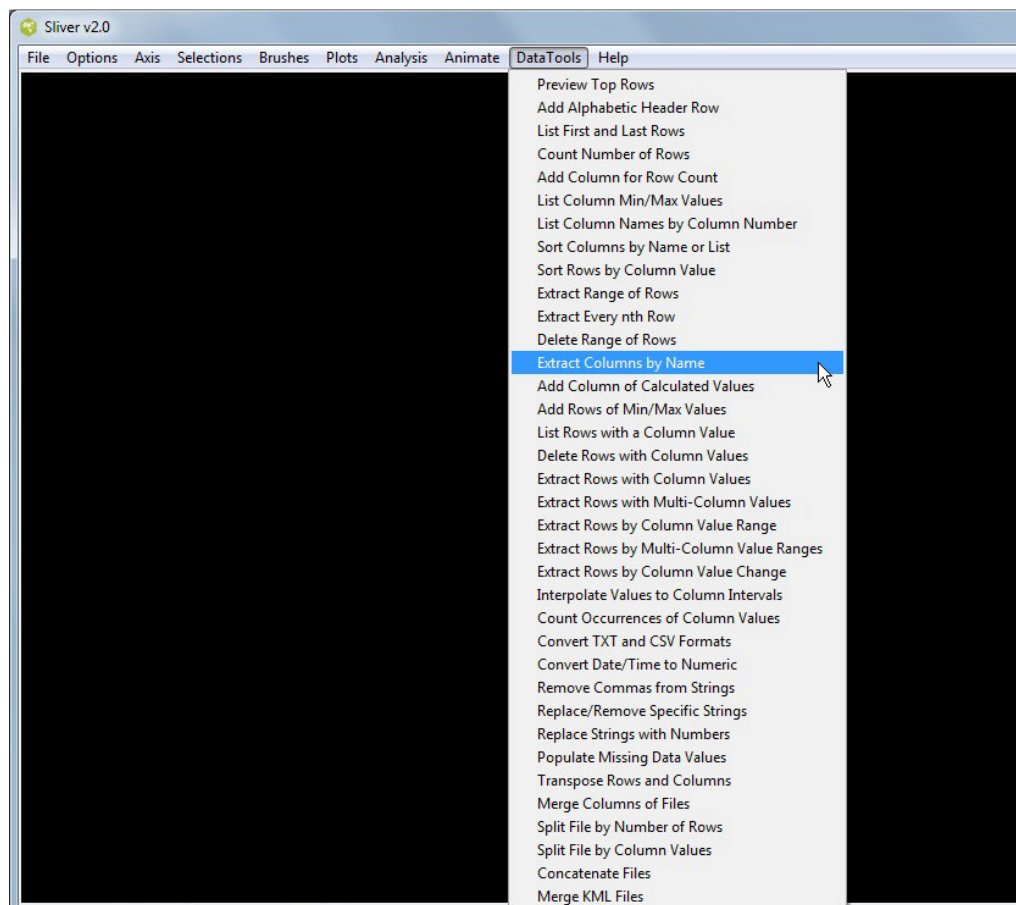 Sliver v2.0
File Options Axis Selections Brushes Plots Analysis Animate DataTools Help
Preview Top Rows
Add Alphabetic Header Row
List First and Last Rows
Count Number of Rows
Add Column for Row Count
List Column Min/Max Values
List Column Names by Column Number
Sort Columns by Name or List
Sort Rows by Column Value
Extract Range of Rows
Extract Every nth Row
Delete Range of Rows
Extract Columns by Name
Add Column of Calculated Values
Add Rows of Min/Max Values
List Rows with a Column Value
Delete Rows with Column Values
Extract Rows with Column Values
Extract Rows with Multi-Column Values
Extract Rows by Column Value Range
Extract Rows by Multi-Column Value Ranges
Extract Rows by Column Value Change
Interpolate Values to Column Intervals
Count Occurrences of Column Values
Convert TXT and CSV Formats
Convert Date/Time to Numeric
Remove Commas from Strings
Replace/Remove Specific Strings
Replace Strings with Numbers
Populate Missing Data Values
Transpose Rows and Columns
Merge Columns of Files
Split File by Number of Rows
Split File by Column Values
Concatenate Files
Merge KML Files